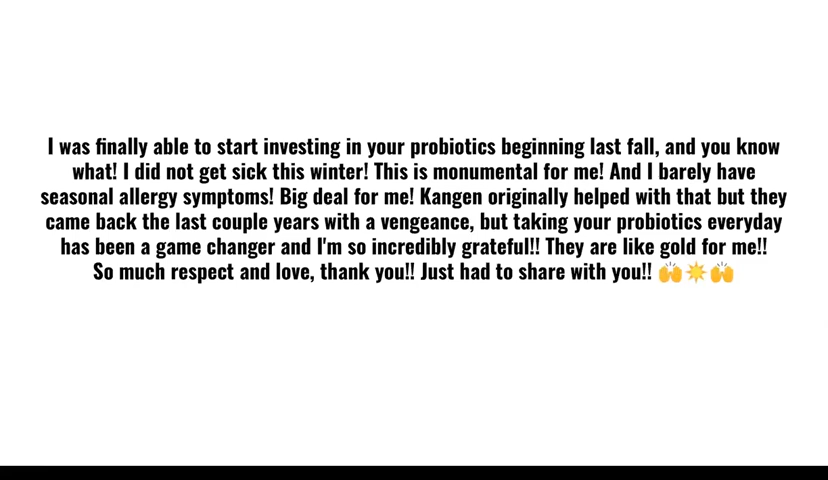 I was finally able to start investing in your probiotics beginning last fall, and you know
what! I did not get sick this winter! This is monumental for me! And I barely have
seasonal allergy symptoms! Big deal for me! Kangen originally helped with that but they
came back the last couple years with a vengeance, but taking your probiotics everyday
has been a game changer and I'm so incredibly grateful!! They are like gold for me!!
So much respect and love, thank you!! Just had to share with you!! 🙌☀️🙌